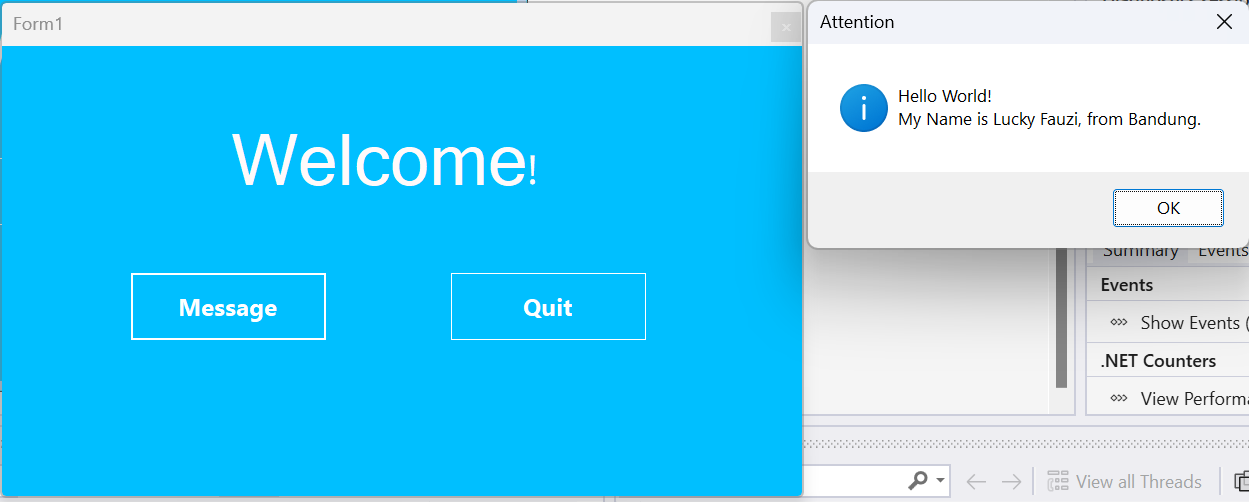 Form1
Welcome!
Message
Quit
Attention
Hello World!
My Name is Lucky Fauzi, from Bandung.
OK
Summary
Events
Events
Show Events (
.NET Counters
View Performa
View all Threads